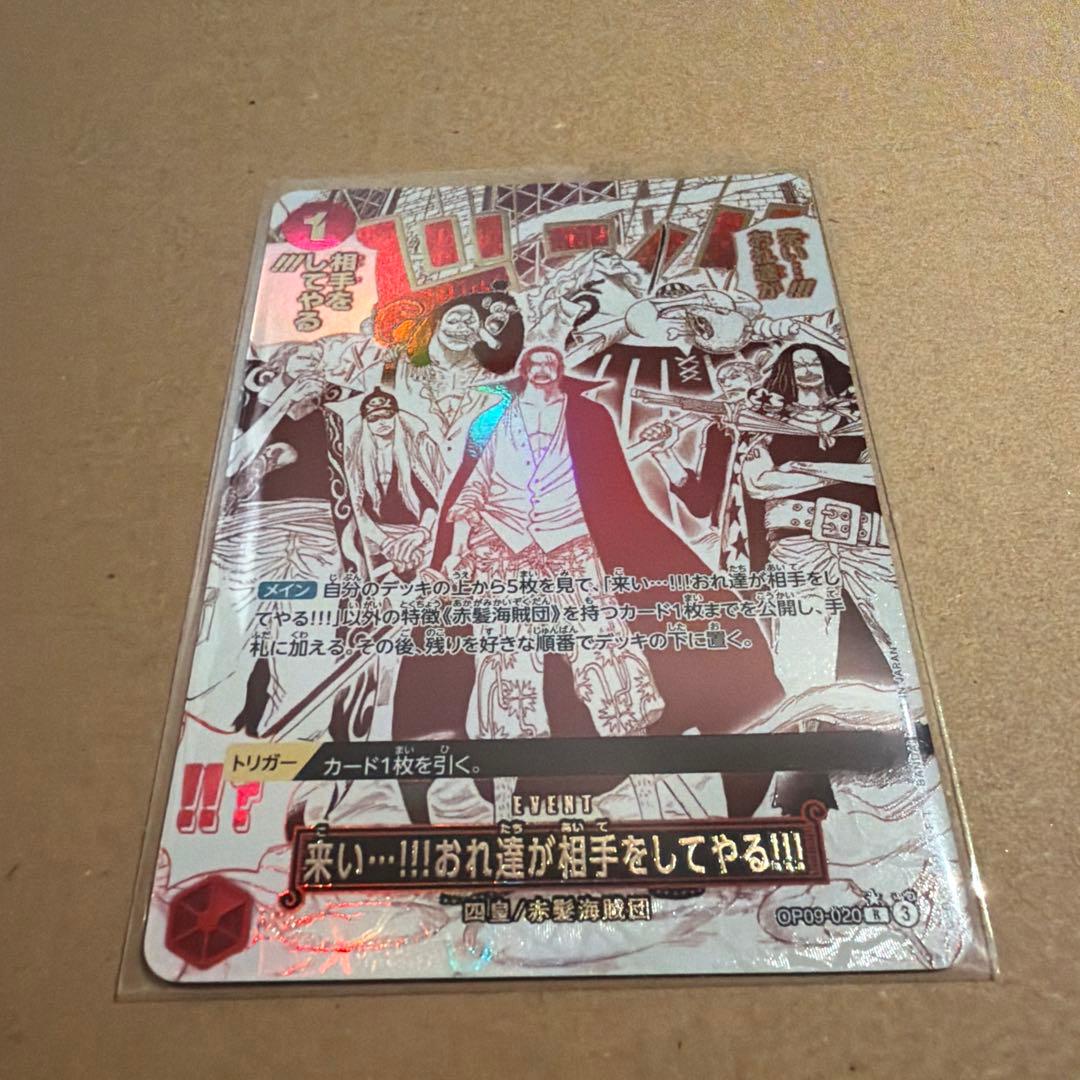 1
来い…!!!
おれ達が
相手を
してやる
!!!
メイン 自分のデッキの上から5枚を見て、「来い…!!!おれ達が相手をし
てやる!!!」以外の特徴《赤髪海賊団》を持つカード1枚までを公開し、手
札に加える。その後、残りを好きな順番でデッキの下に置く。
トリガー カード1枚を引く。
!!?
EVENT
来い…!!!おれ達が相手をしてやる!!!
四皇/赤髪海賊団
OP09-020 R 3